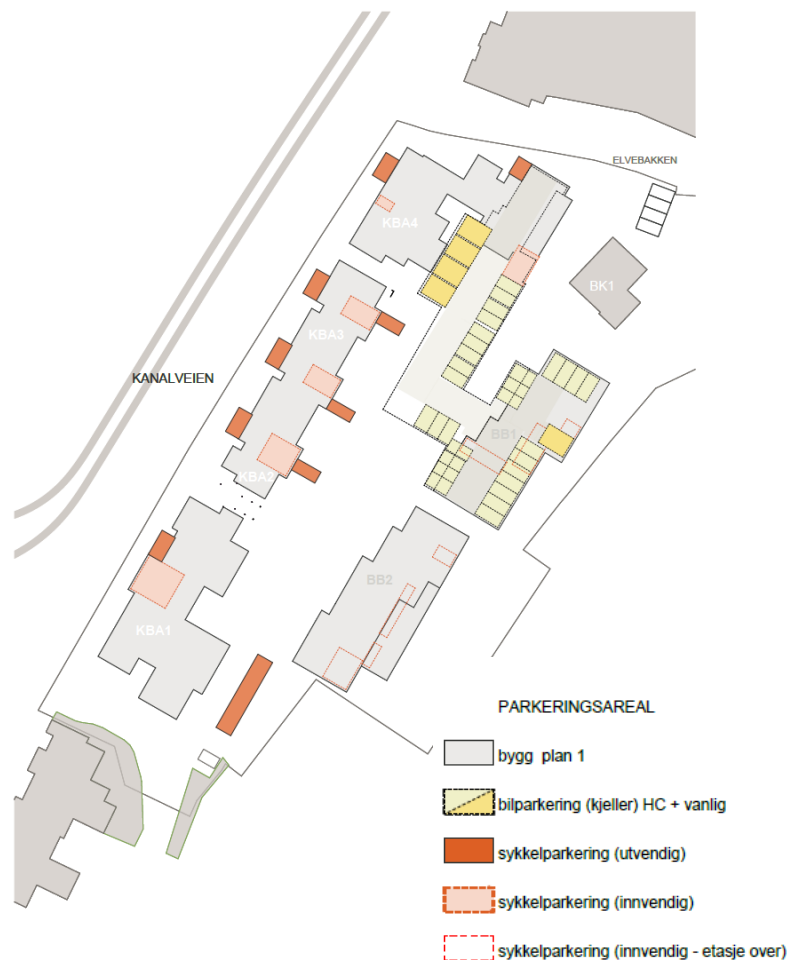 ELVEBAKKEN
KBA4
BK1
KBA3
KANALVEIEN
BB1
KBA2
BB2
KBA1
PARKERINGSAREAL
bygg plan 1
bilparkering (kjeller) HC + vanlig
sykkelparkering (utvendig)
sykkelparkering (innvendig)
sykkelparkering (innvendig - etasje over)